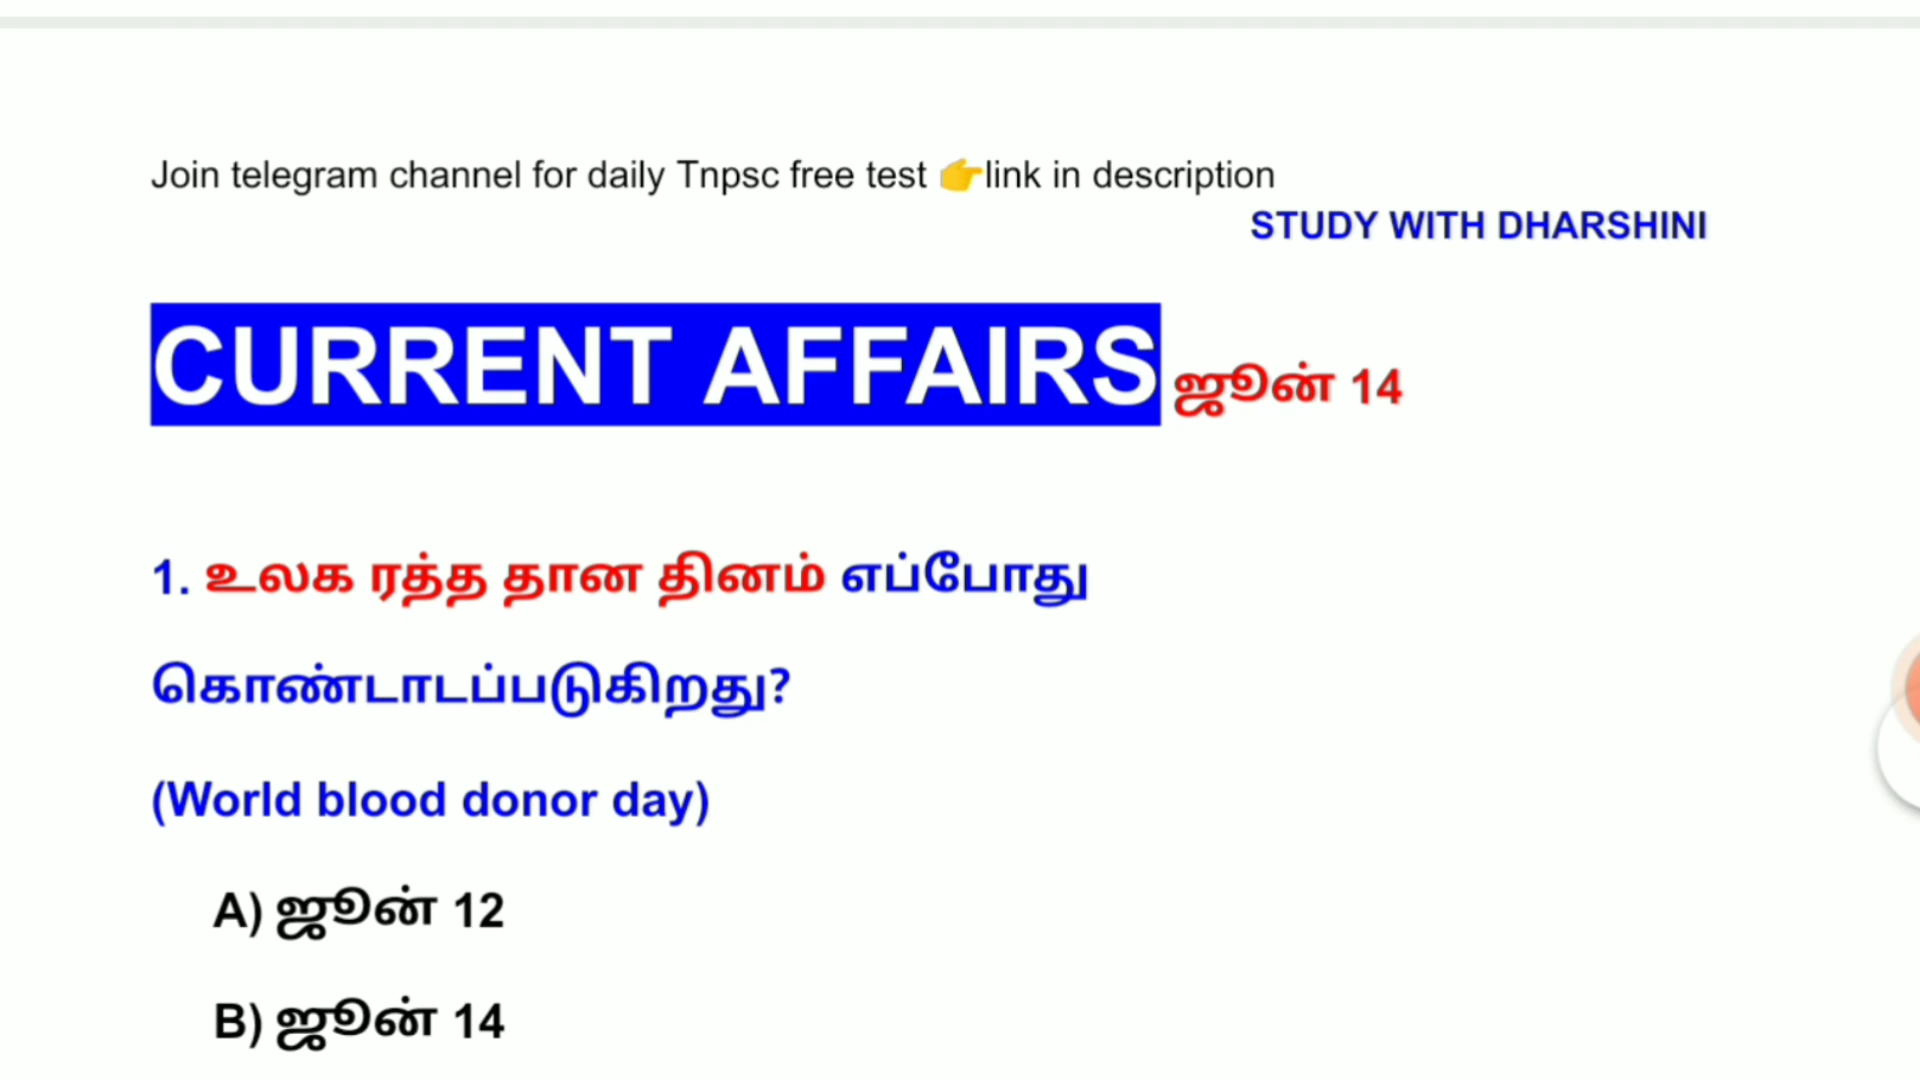 Join telegram channel for daily Tnpsc free test 👉link in description
STUDY WITH DHARSHINI
CURRENT AFFAIRS ஜூன் 14
1. உலக ரத்த தான தினம் எப்போது
கொண்டாடப்படுகிறது?
(World blood donor day)
A) ஜூன் 12
B) ஜூன் 14